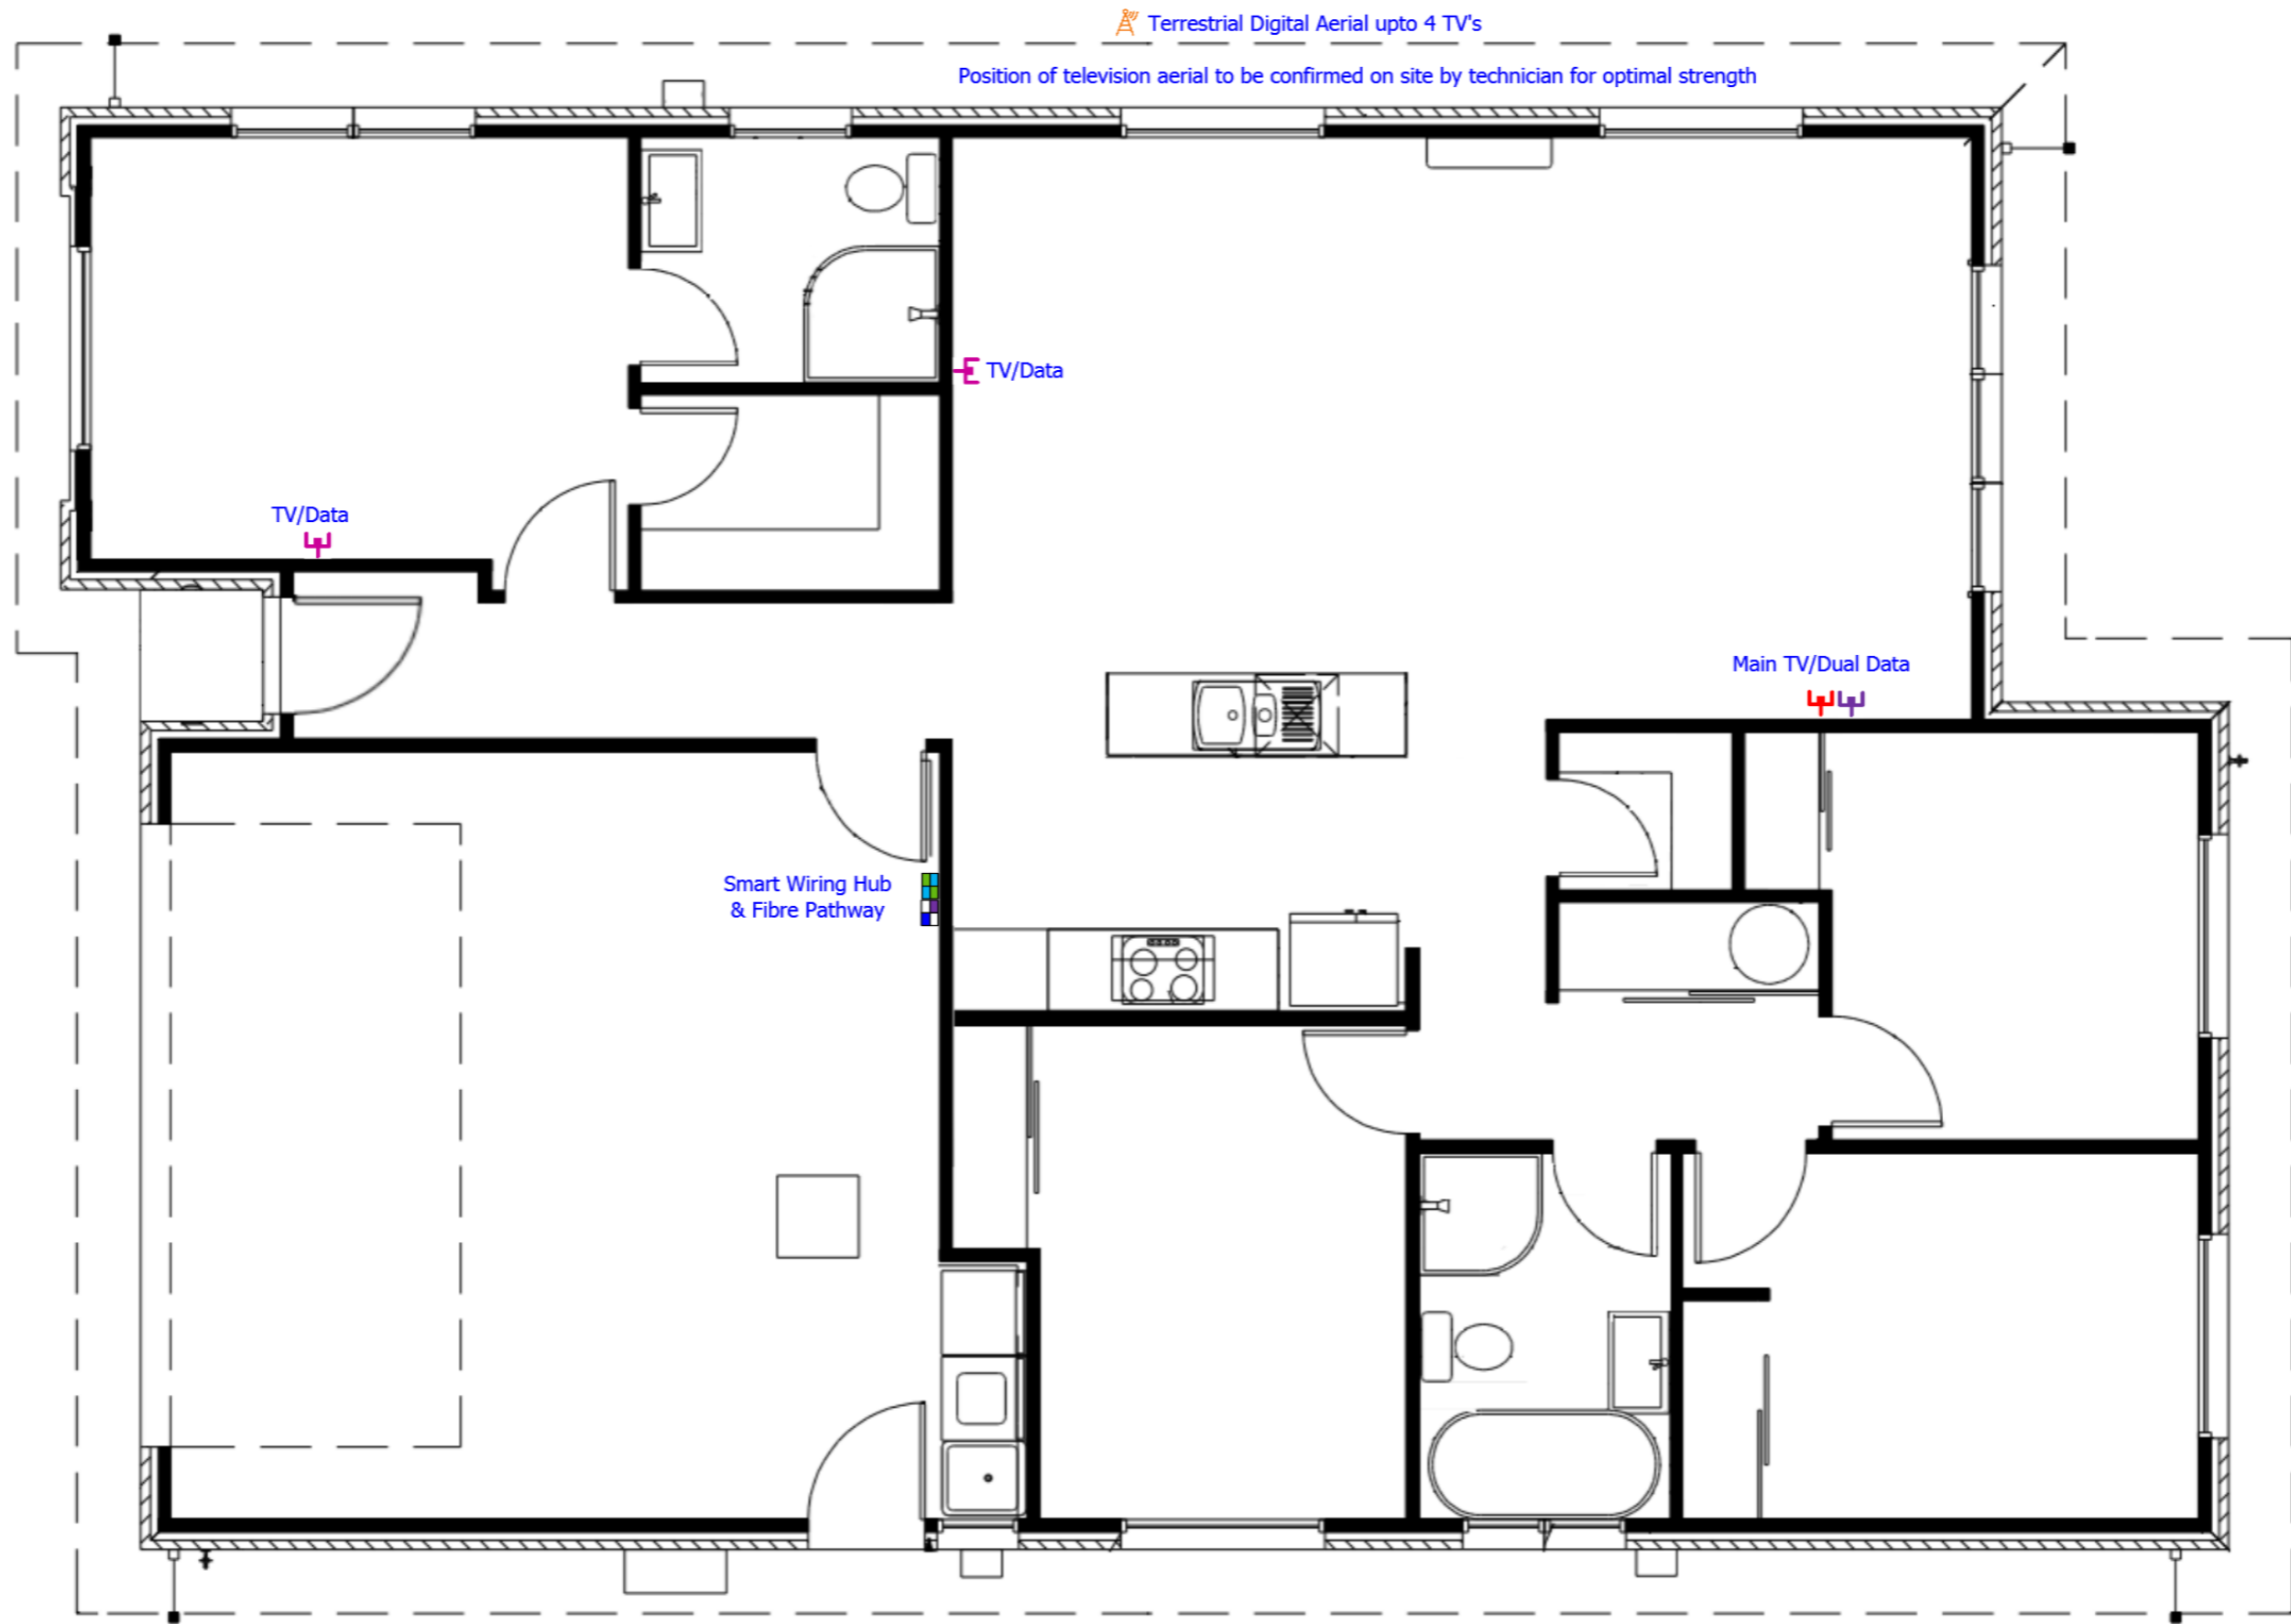 Terrestrial Digital Aerial upto 4 TV's
Position of television aerial to be confirmed on site by technician for optimal strength
TV/Data
TV/Data
Main TV/Dual Data
Smart Wiring Hub
& Fibre Pathway